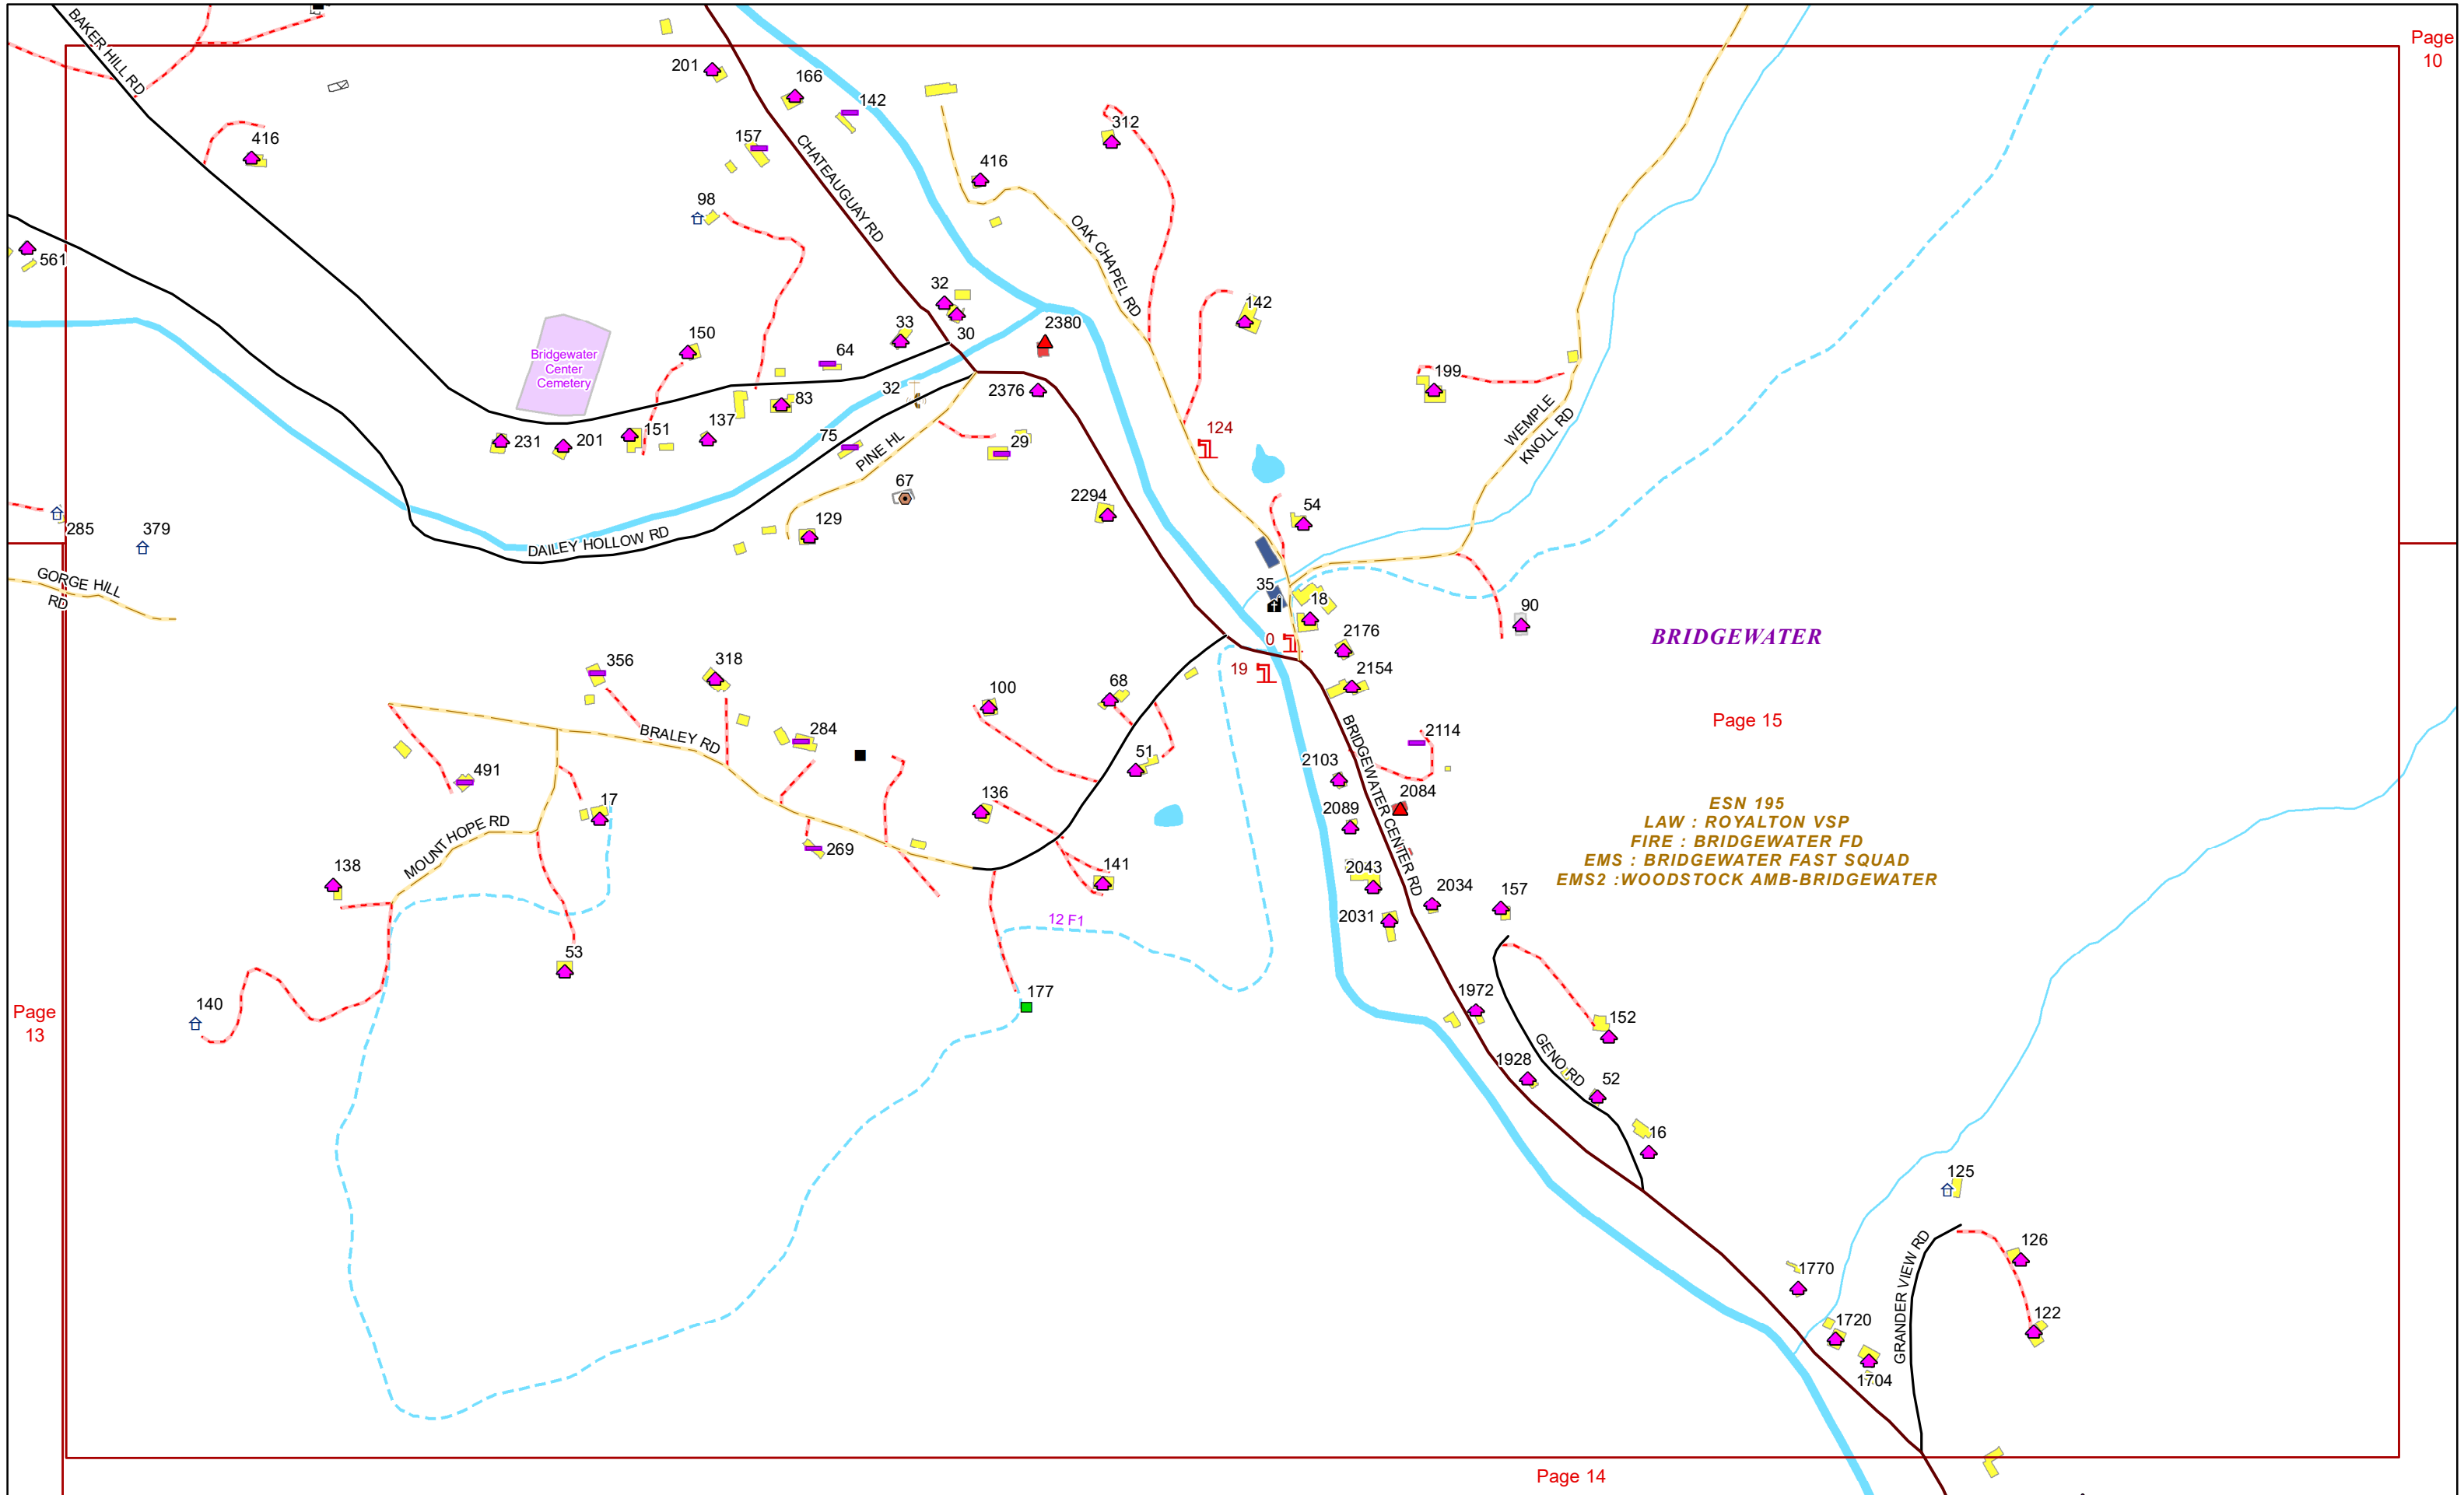 BAKER HILL RD
Page
10
201
166
142
157
312
416
416
CHATEAUGUAY RD
98
OAK CHAPEL RD
561
32
142
33
30
2380
150
64
Bridgewater
Center
Cemetery
32
2376
83
199
137
WEMPLE
KNOLL RD
231
201
151
75
29
124
PINE HL
67
2294
54
285
379
129
DAILEY HOLLOW RD
GORGE HILL
RD
35
18
90
0
2176
BRIDGEWATER
19
2154
356
318
100
68
Page 15
BRALEY RD
284
BRIDGEWATER CENTER RD
2114
51
2103
491
17
136
2084
2089
ESN 195
LAW : ROYALTON VSP
FIRE : BRIDGEWATER FD
EMS : BRIDGEWATER FAST SQUAD
EMS2 :WOODSTOCK AMB-BRIDGEWATER
MOUNT HOPE RD
269
138
141
2043
2034
157
2031
12 F1
53
177
1972
140
Page
13
152
GENO RD
1928
52
16
125
GRANDER VIEW RD
126
1770
122
1720
1704
Page 14